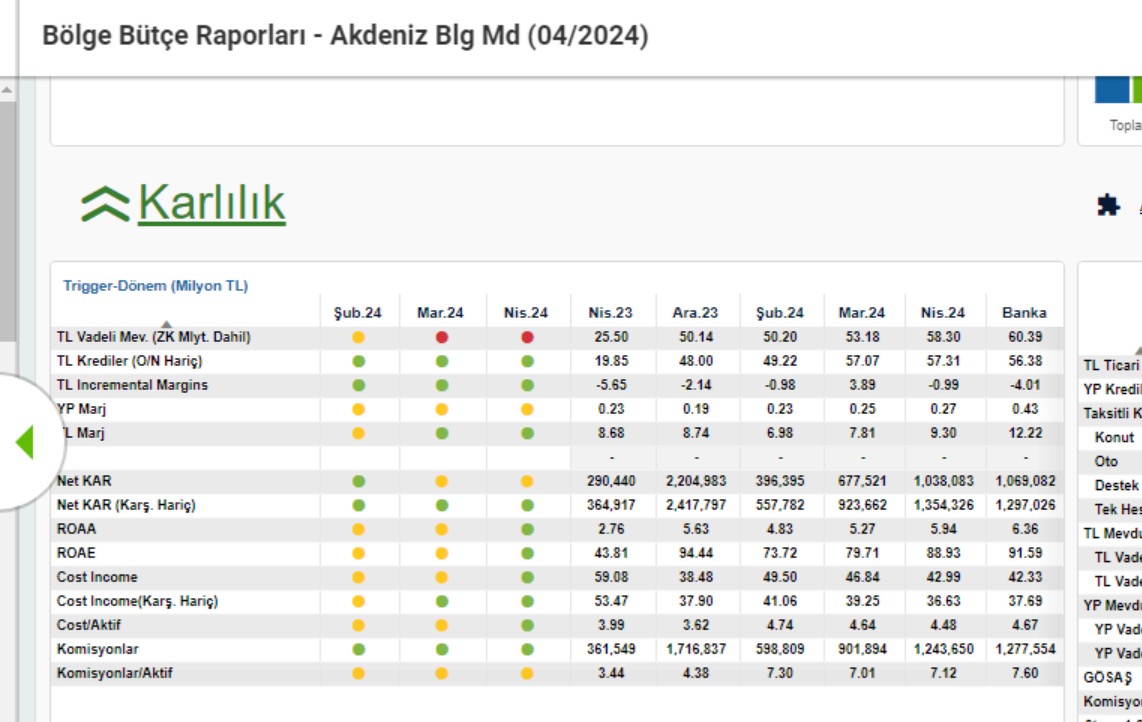 Bölge Bütçe Raporları - Akdeniz Blg Md (04/2024)
Karlılık
Trigger-Dönem (Milyon TL)
Şub.24 Mar.24 Nis.24 Nis.23 Ara.23 Şub.24 Mar.24 Nis.24 Banka
TL Vadeli Mev. (ZK Mlyt. Dahil) 25.50 50.14 50.20 53.18 58.30 60.39
TL Krediler (O/N Hariç) 19.85 48.00 49.22 57.07 57.31 56.38
TL Incremental Margins -5.65 -2.14 -0.98 3.89 -0.99 -4.01
YP Marj 0.23 0.19 0.23 0.25 0.27 0.43
TL Marj 8.68 8.74 6.98 7.81 9.30 12.22
- - - - - -
Net KAR 290,440 2,204,983 396,395 677,521 1,038,083 1,069,082
Net KAR (Karş. Hariç) 364,917 2,417,797 557,782 923,662 1,354,326 1,297,026
ROAA 2.76 5.63 4.83 5.27 5.94 6.36
ROAE 43.81 94.44 73.72 79.71 88.93 91.59
Cost Income 59.08 38.48 49.50 46.84 42.99 42.33
Cost Income(Karş. Hariç) 53.47 37.90 41.06 39.25 36.63 37.69
Cost/Aktif 3.99 3.62 4.74 4.64 4.48 4.67
Komisyonlar 361,549 1,716,837 598,809 901,894 1,243,650 1,277,554
Komisyonlar/Aktif 3.44 4.38 7.30 7.01 7.12 7.60
Topla
TL Ticari
YP Kredil
Taksitli K
Konut
Oto
Destek
Tek Hes
TL Mevdu
TL Vade
TL Vade
YP Mevdu
YP Vade
YP Vade
GÖSAŞ
Komisyon